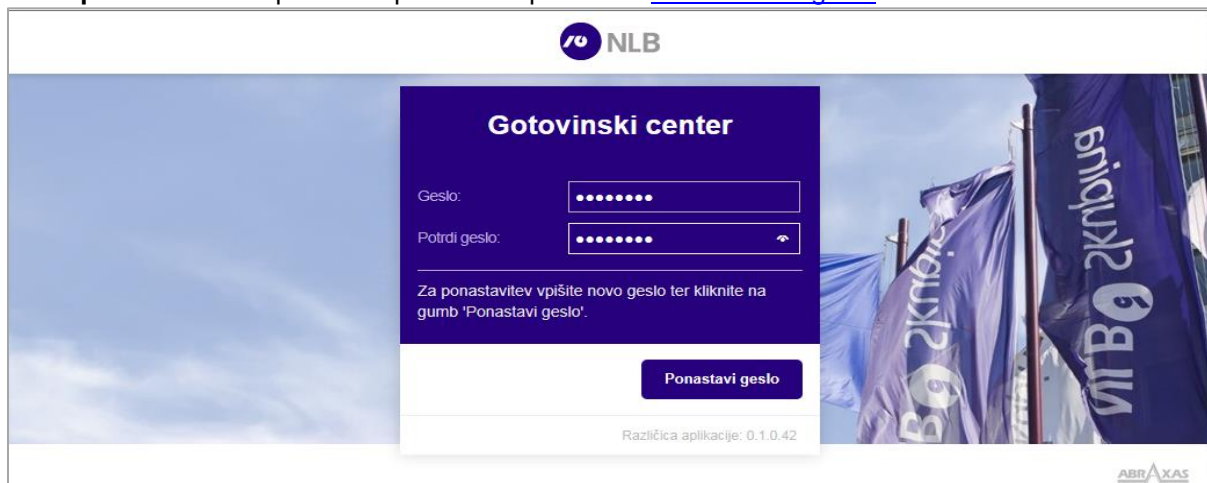 NLB
Gotovinski center
Geslo:
Potrdi geslo:
Za ponastavitev vpišite novo geslo ter kliknite na
gumb 'Ponastavi geslo'.
Ponastavi geslo
Različica aplikacije: 0.1.0.42
ABRAXAS